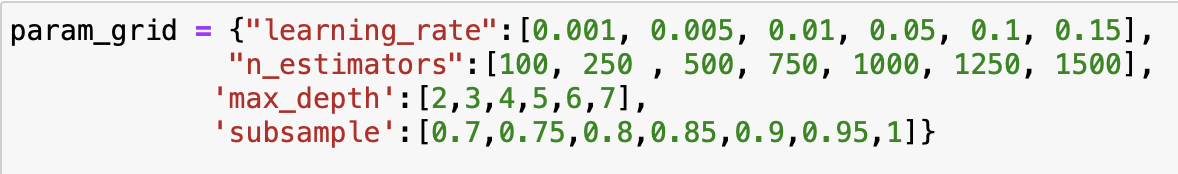 param_grid = {"learning_rate":[0.001, 0.005, 0.01, 0.05, 0.1, 0.15],
"n_estimators":[100, 250 , 500, 750, 1000, 1250, 1500],
'max_depth':[2,3,4,5,6,7],
'subsample':[0.7,0.75,0.8,0.85,0.9,0.95,1]}